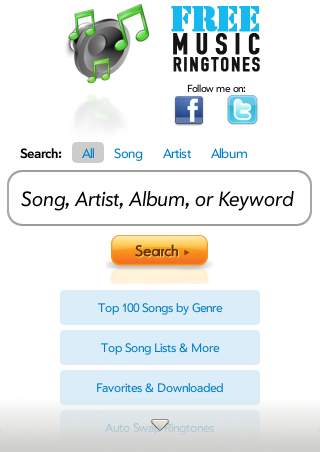 FREE
MUSIC
RINGTONES
Follow me on:
Search: All Song Artist Album
Song, Artist, Album, or Keyword
Search
Top 100 Songs by Genre
Top Song Lists & More
Favorites & Downloaded
Auto Swap Ringtones